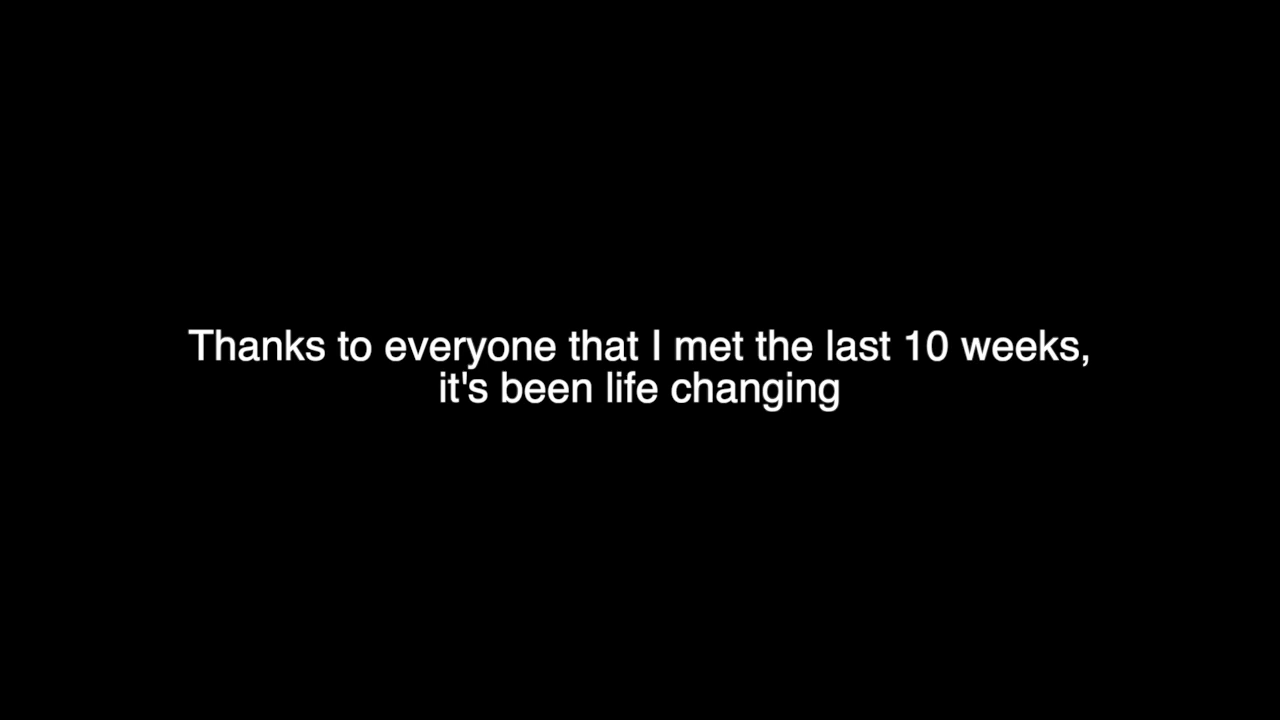 Thanks to everyone that I met the last 10 weeks,
it's been life changing